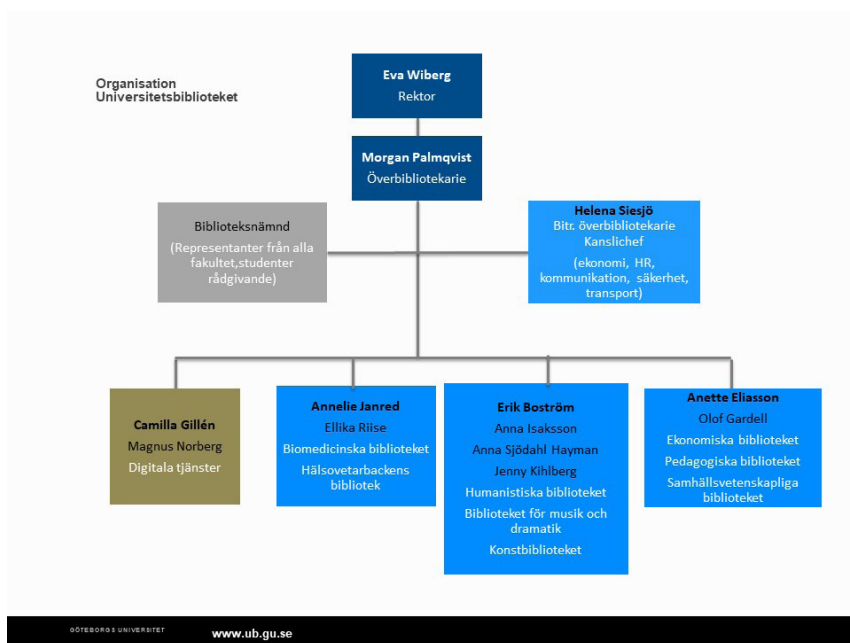 Organisation
Universitetsbiblioteket
Eva Wiberg
Rektor
Morgan Palmqvist
Överbibliotekarie
Biblioteksnämnd
(Representanter från alla
fakultet,studenter
rådgivande)
Helena Siesjö
Bitr. överbibliotekarie
Kanslichef
(ekonomi, HR,
kommunikation, säkerhet,
transport)
Camilla Gillén
Magnus Norberg
Digitala tjänster
Annelie Janred
Ellika Riise
Biomedicinska biblioteket
Hälsovetarbackens
bibliotek
Erik Boström
Anna Isaksson
Anna Sjödahl Hayman
Jenny Kihlberg
Humanistiska biblioteket
Biblioteket för musik och
dramatik
Konstbiblioteket
Anette Eliasson
Olof Gardell
Ekonomiska biblioteket
Pedagogiska biblioteket
Samhällsvetenskapliga
biblioteket
GÖTEBORGS UNIVERSITET
www.ub.gu.se